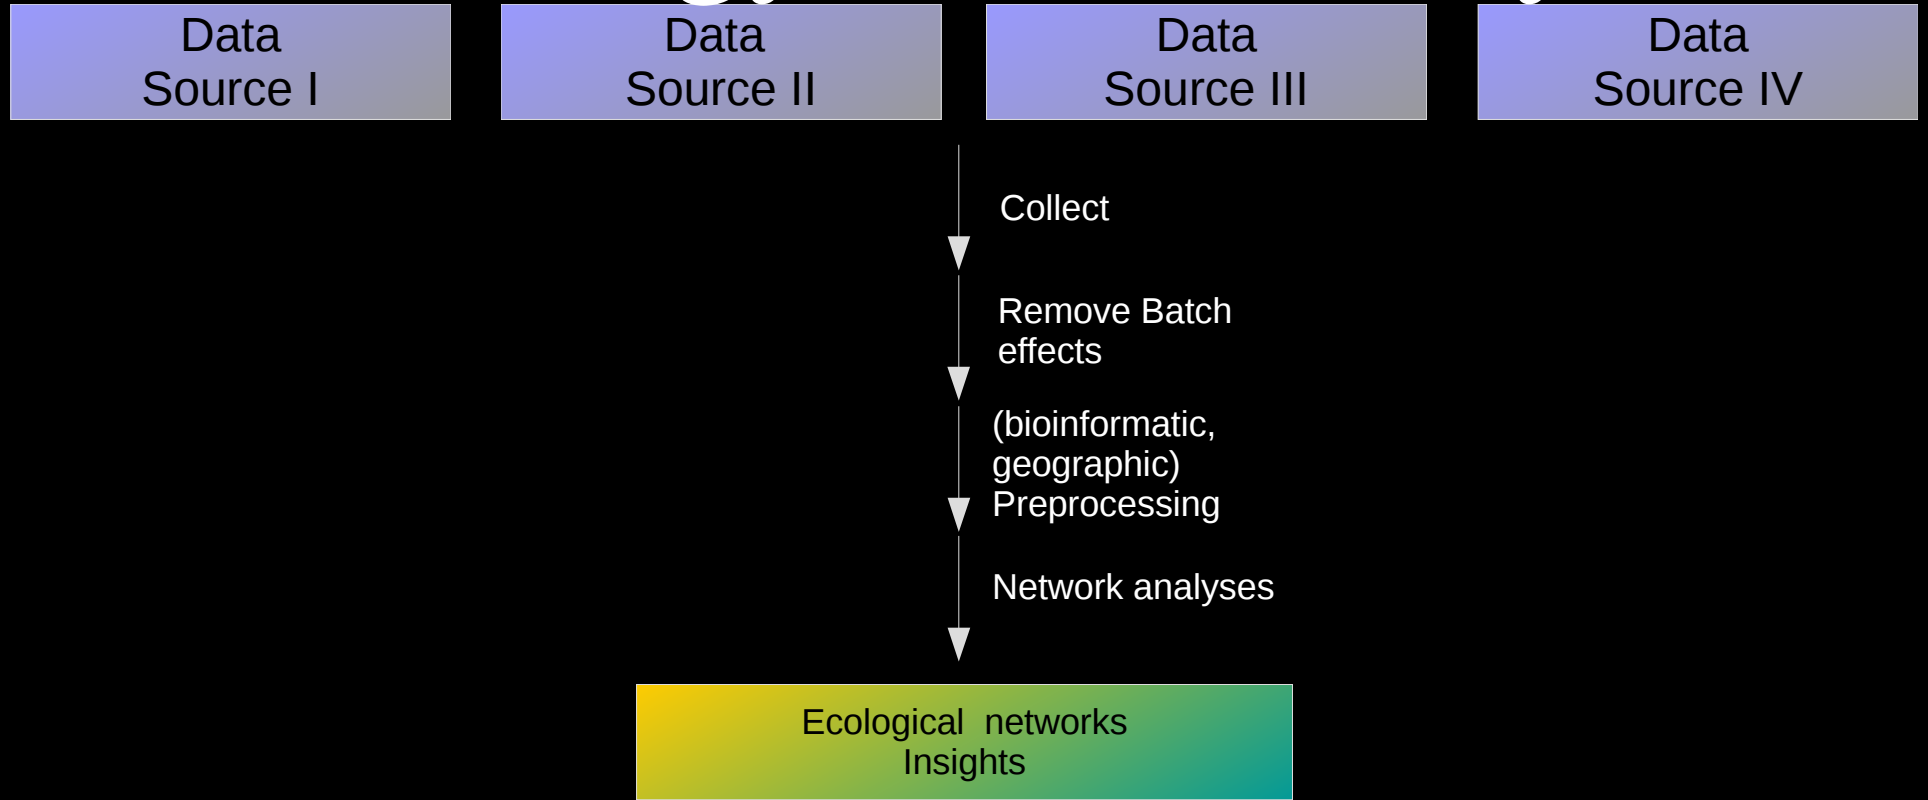 Data
Source I
Data
Source II
Data
Source III
Data
Source IV
Collect
Remove Batch
effects
(bioinformatic,
geographic)
Preprocessing
Network analyses
Ecological  networks
Insights